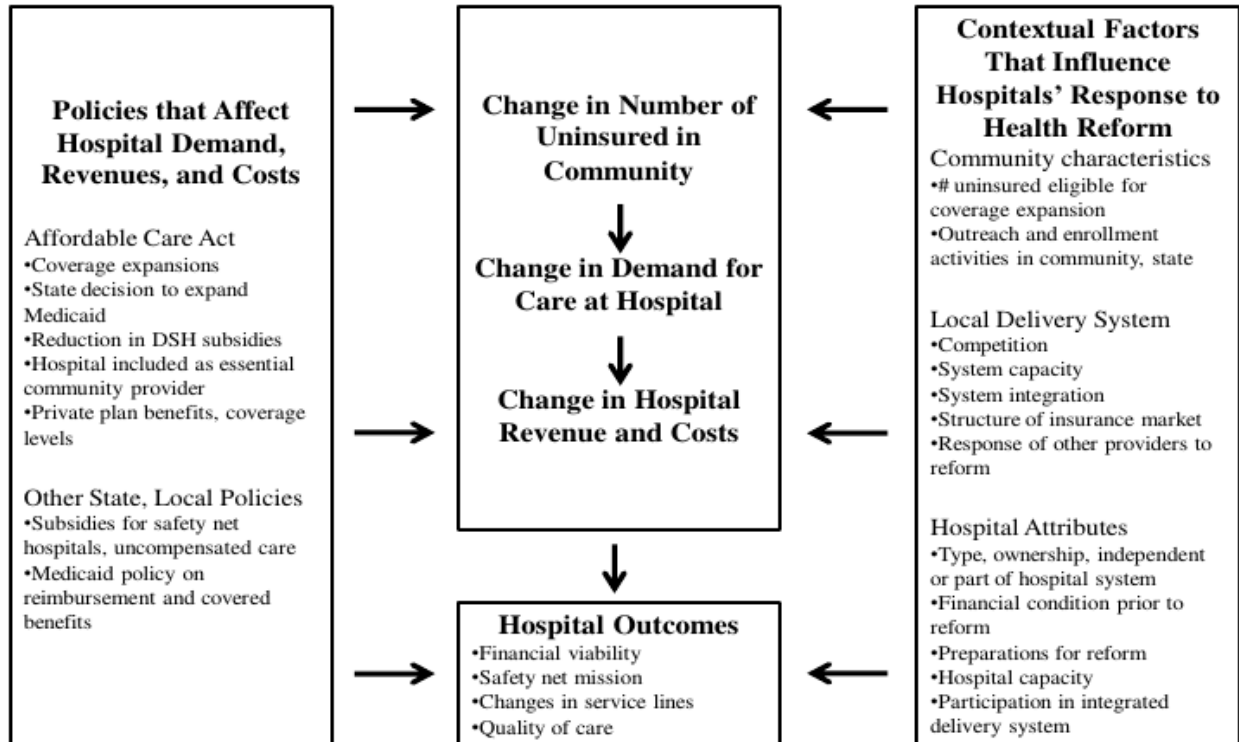 Policies that Affect
Hospital Demand,
Revenues, and Costs
Affordable Care Act
•Coverage expansions
•State decision to expand
Medicaid
•Reduction in DSH subsidies
•Hospital included as essential
community provider
•Private plan benefits, coverage
levels
Other State, Local Policies
•Subsidies for safety net
hospitals, uncompensated care
•Medicaid policy on
reimbursement and covered
benefits
Change in Number of
Uninsured in
Community
Change in Demand for
Care at Hospital
Change in Hospital
Revenue and Costs
Hospital Outcomes
•Financial viability
•Safety net mission
•Changes in service lines
•Quality of care
Contextual Factors
That Influence
Hospitals’ Response to
Health Reform
Community characteristics
•# uninsured eligible for
coverage expansion
•Outreach and enrollment
activities in community, state
Local Delivery System
•Competition
•System capacity
•System integration
•Structure of insurance market
•Response of other providers to
reform
Hospital Attributes
•Type, ownership, independent
or part of hospital system
•Financial condition prior to
reform
•Preparations for reform
•Hospital capacity
•Participation in integrated
delivery system